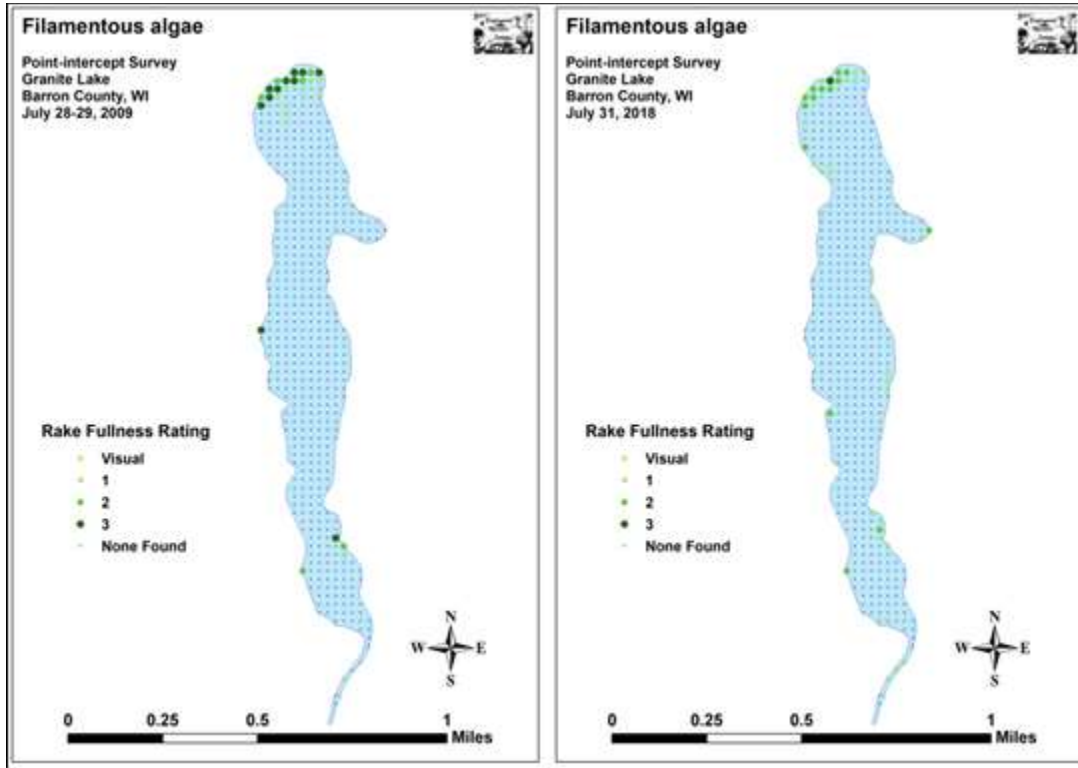 Filamentous algae
Point-intercept Survey
Granite Lake
Barron County, WI
July 28-29, 2009
Rake Fullness Rating
Visual
1
2
3
None Found
N
W E
S
0 0.25 0.5 1
Miles
Filamentous algae
Point-intercept Survey
Granite Lake
Barron County, WI
July 31, 2018
Rake Fullness Rating
Visual
1
2
3
None Found
N
W E
S
0 0.25 0.5 1
Miles